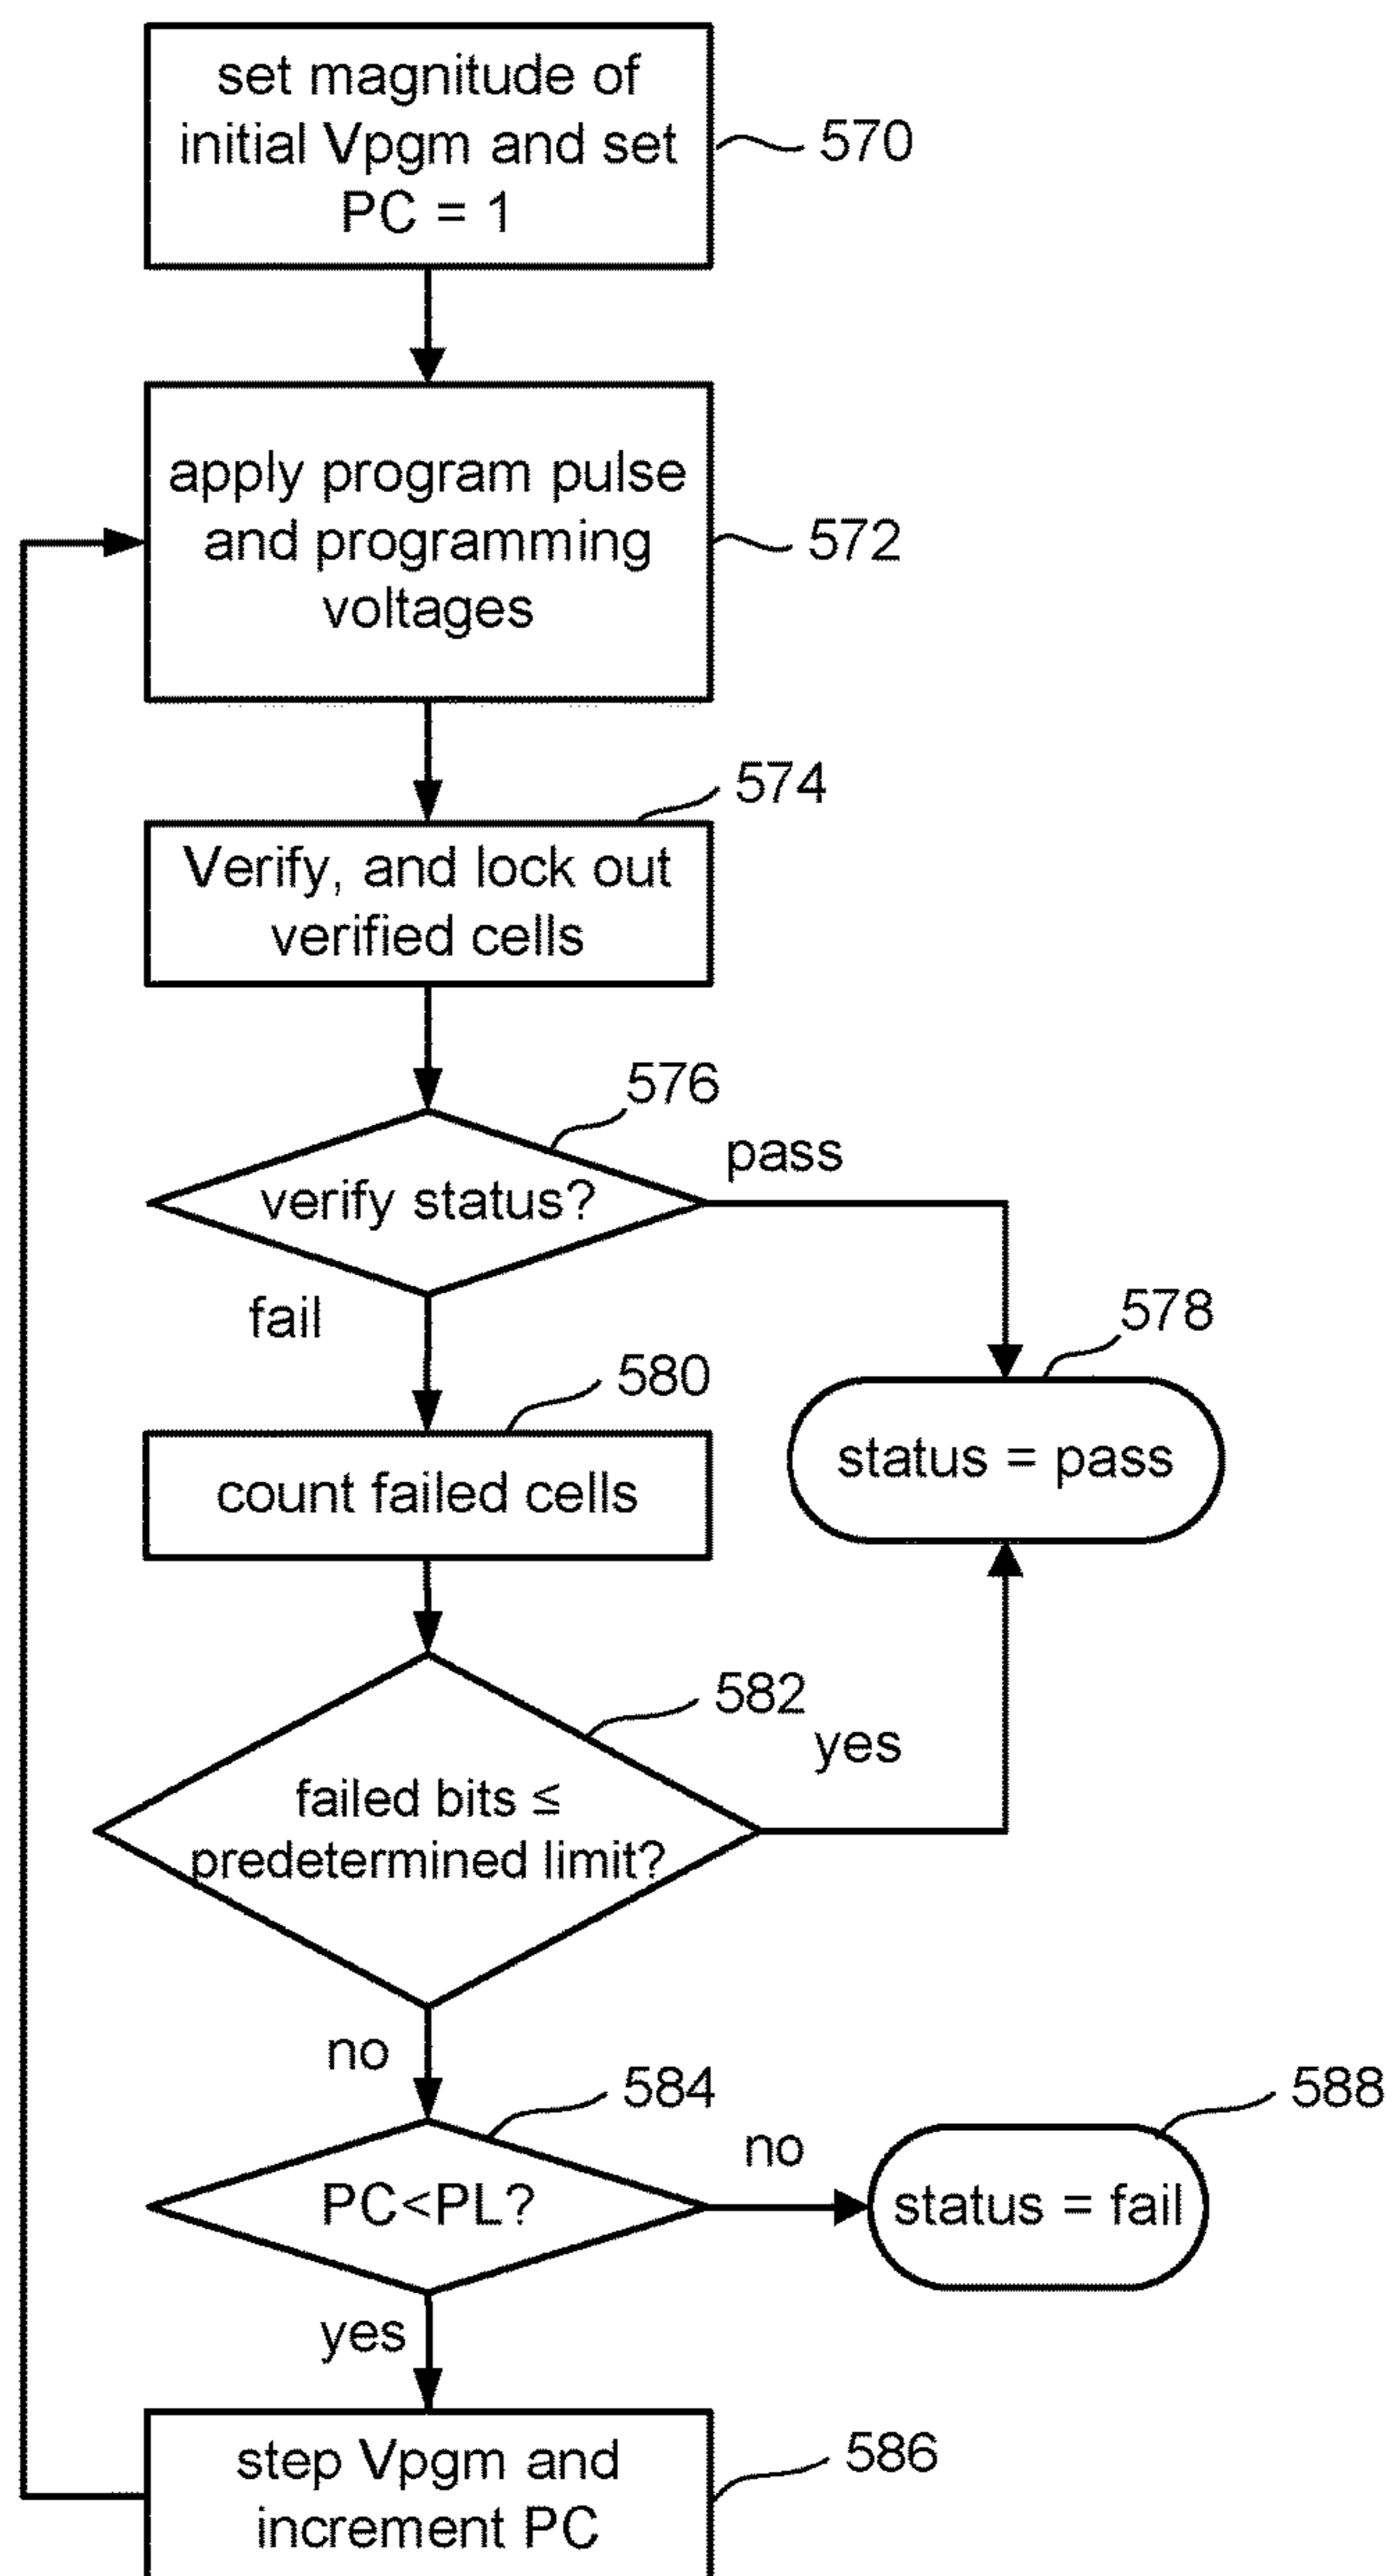 set magnitude of
initial Vpgm and set
PC = 1
570
apply program pulse
and programming
voltages
572
574
Verify, and lock out
verified cells
576
pass
verify status?
fail
578
580
status = pass
count failed cells
582
yes
failed bits ≤
predetermined limit?
no
584
588
no
PC<PL?
status = fail
yes
step Vpgm and
increment PC
586